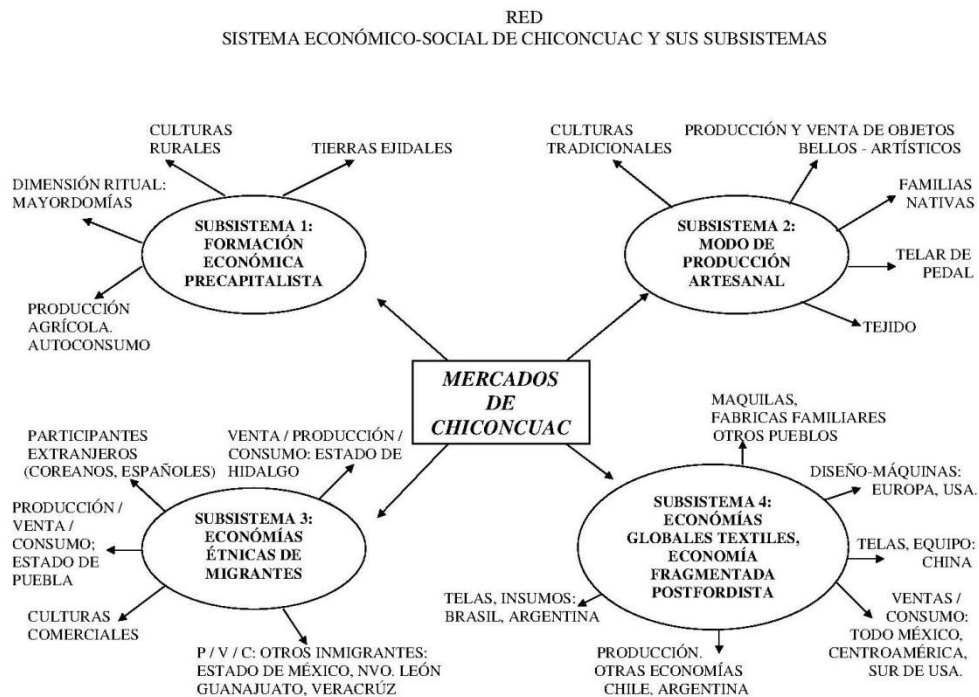 RED
SISTEMA ECONÓMICO-SOCIAL DE CHICONCUAC Y SUS SUBSISTEMAS
CULTURAS
RURALES
TIERRAS EJIDALES
DIMENSIÓN RITUAL:
MAYORDOMÍAS
SUBSISTEMA 1:
FORMACIÓN
ECONÓMICA
PRECAPITALISTA
PRODUCCIÓN
AGRÍCOLA.
AUTOCONSUMO
CULTURAS
TRADICIONALES
PRODUCCIÓN Y VENTA DE OBJETOS
BELLOS - ARTÍSTICOS
FAMILIAS
NATIVAS
SUBSISTEMA 2:
MODO DE
PRODUCCIÓN
ARTESANAL
TELAR DE
PEDAL
TEJIDO
MERCADOS
DE
CHICONCUAC
PARTICIPANTES
EXTRANJEROS
(COREANOS, ESPAÑOLES)
VENTA / PRODUCCIÓN /
CONSUMO: ESTADO DE
HIDALGO
PRODUCCIÓN /
VENTA /
CONSUMO;
ESTADO DE
PUEBLA
SUBSISTEMA 3:
ECONÓMÍAS
ÉTNICAS DE
MIGRANTES
CULTURAS
COMERCIALES
P / V / C: OTROS INMIGRANTES:
ESTADO DE MÉXICO, NVO. LEÓN
GUANAJUATO, VERACRÚZ
MAQUILAS,
FABRICAS FAMILIARES
OTROS PUEBLOS
DISEÑO-MÁQUINAS:
EUROPA, USA.
SUBSISTEMA 4:
ECONÓMÍAS
GLOBALES TEXTILES,
ECONOMÍA
FRAGMENTADA
POSTFORDISTA
TELAS, EQUIPO:
CHINA
TELAS, INSUMOS:
BRASIL, ARGENTINA
VENTAS /
CONSUMO:
TODO MÉXICO,
CENTROAMÉRICA,
SUR DE USA.
PRODUCCIÓN.
OTRAS ECONOMÍAS
CHILE, ARGENTINA